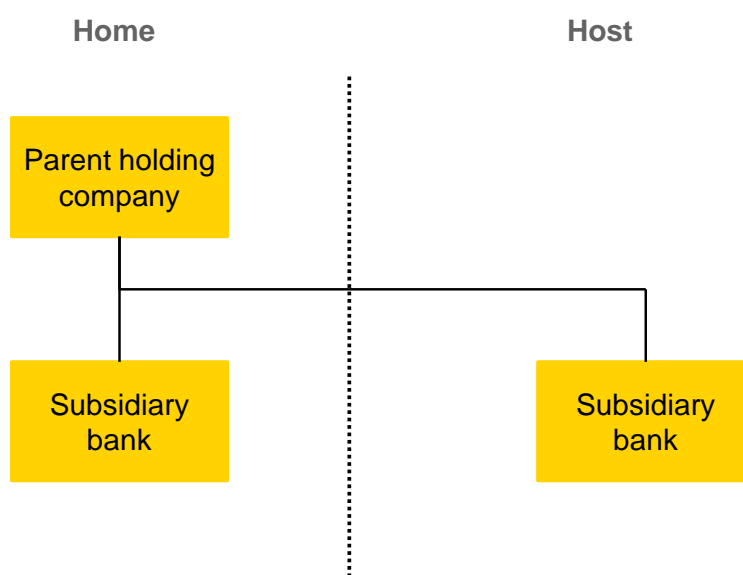 Home
Host
Parent holding
company
Subsidiary
bank
Subsidiary
bank